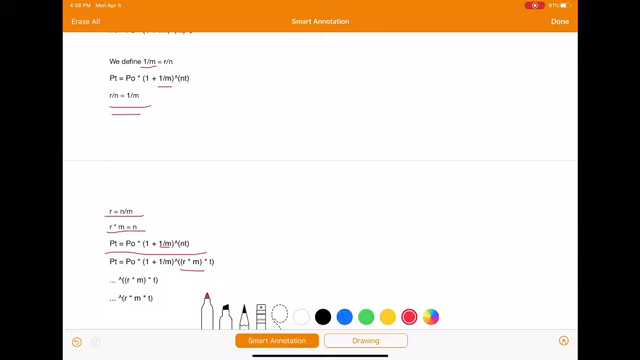 4:58 PM Mon Apr 6
61%
Erase All
Smart Annotation
Done
We define 1/m = r/n
Pt = Po * (1 + 1/m)^(nt)
r/n = 1/m
r = n/m
r * m = n
Pt = Po * (1 + 1/m)^(nt)
Pt = Po * (1 + 1/m)^((r * m) * t)
... ^((r * m) * t)
... ^(r * m * t)
Smart Annotation
Drawing